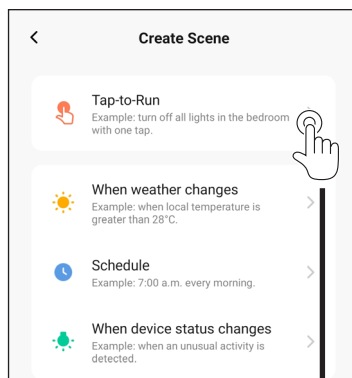 Create Scene
Tap-to-Run
Example: turn off all lights in the bedroom
with one tap.
When weather changes
Example: when local temperature is
greater than 28°C.
Schedule
Example: 7:00 a.m. every morning.
When device status changes
Example: when an unusual activity is
detected.